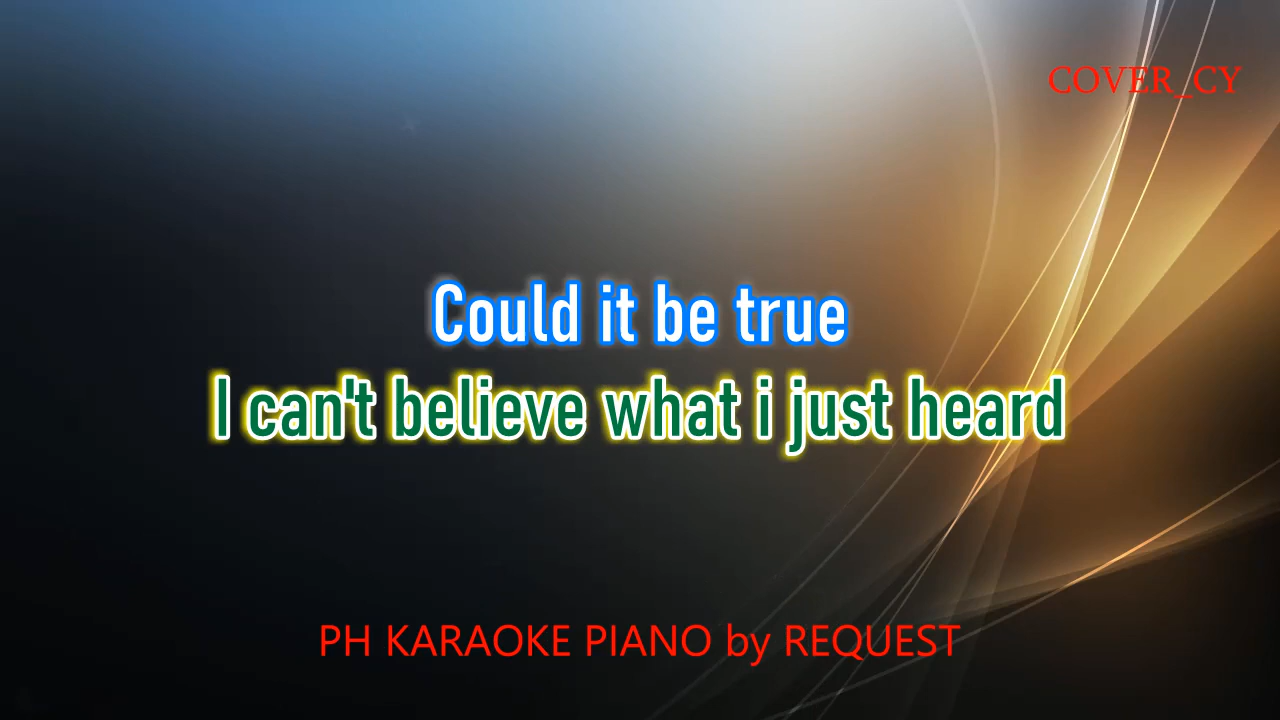 COVER_CY
Could it be true
I can't believe what i just heard
PH KARAOKE PIANO by REQUEST